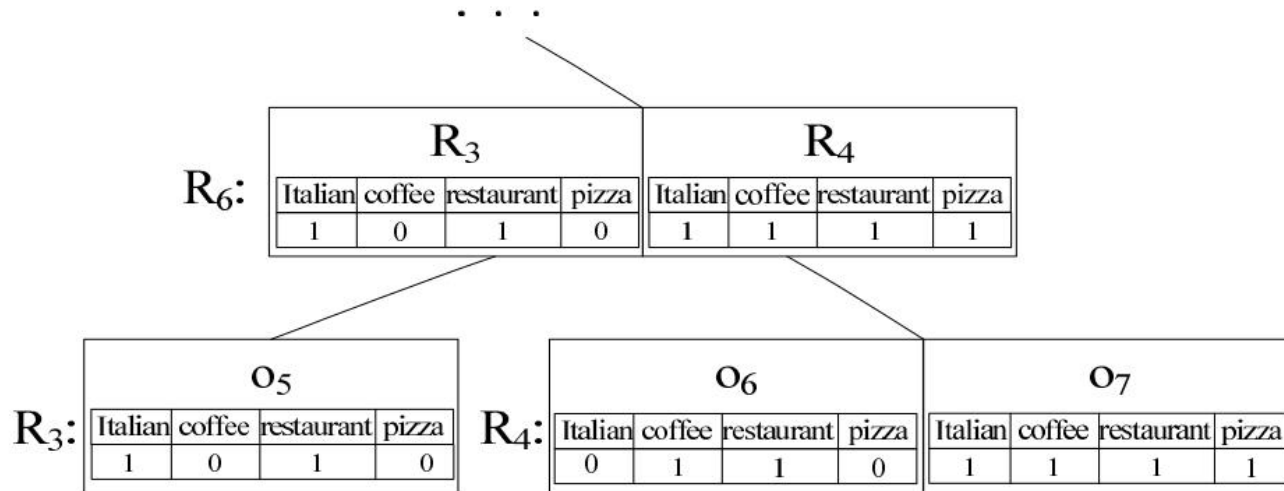 . . .
R₃ R₄
R₆:
Italian coffee restaurant pizza Italian coffee restaurant pizza
1 0 1 0 1 1 1 1
o₅ o₆ o₇
R₃: R₄:
Italian coffee restaurant pizza Italian coffee restaurant pizza Italian coffee restaurant pizza
1 0 1 0 0 1 1 0 1 1 1 1